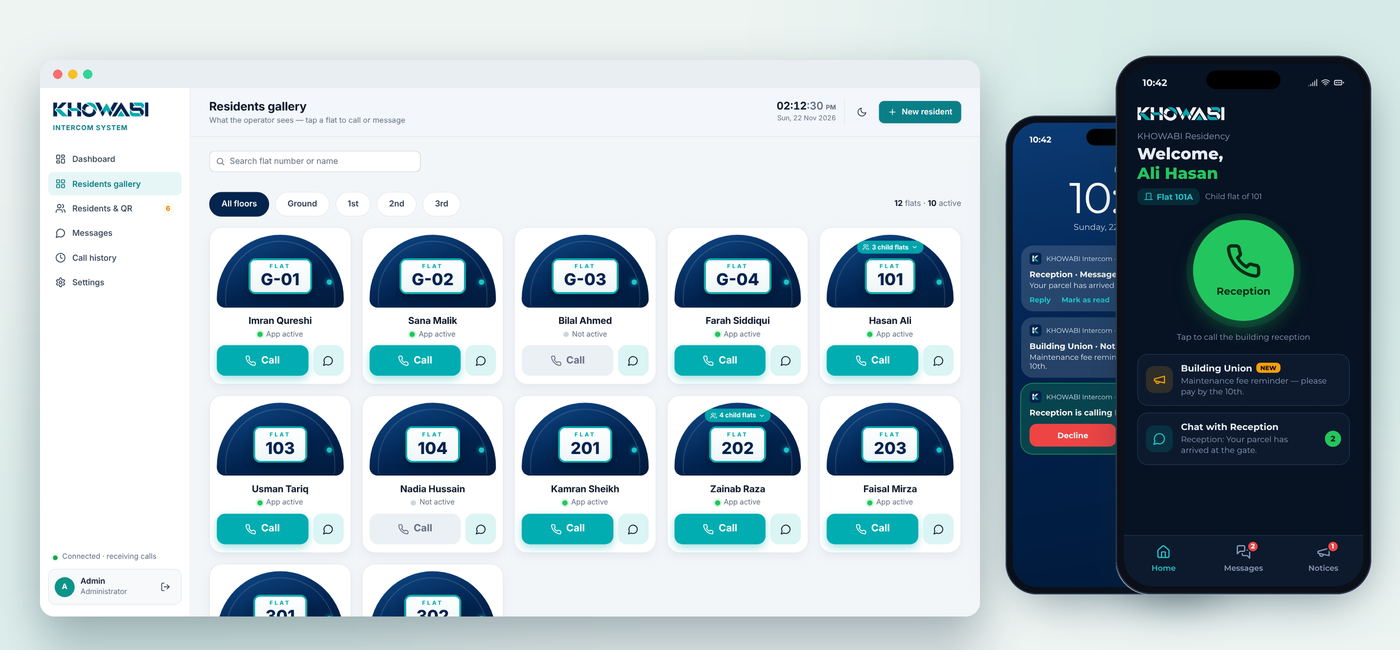 KHOWABI
INTERCOM SYSTEM
Dashboard
Residents gallery
Residents & QR
6
Messages
Call history
Settings
Connected · receiving calls
A
Admin
Administrator
Residents gallery
What the operator sees — tap a flat to call or message
02:12:30 PM
Sun, 22 Nov 2026
+ New resident
Search flat number or name
All floors
Ground
1st
2nd
3rd
12 flats · 10 active
FLAT
G-01
Imran Qureshi
App active
Call
FLAT
G-02
Sana Malik
App active
Call
FLAT
G-03
Bilal Ahmed
Not active
Call
FLAT
G-04
Farah Siddiqui
App active
Call
3 child flats
FLAT
101
Hasan Ali
App active
Call
FLAT
103
Usman Tariq
App active
Call
FLAT
104
Nadia Hussain
Not active
Call
FLAT
201
Kamran Sheikh
App active
Call
4 child flats
FLAT
202
Zainab Raza
App active
Call
FLAT
203
Faisal Mirza
App active
Call
FLAT
301
FLAT
302
10:42
10:
Sunday, 22
KHOWABI Intercom ·
Reception · Message
Your parcel has arrived
Reply
Mark as read
KHOWABI Intercom ·
Building Union ·
Maintenance fee
10th.
KHOWABI Intercom ·
Reception is calling
Decline
10:42
KHOWABI
KHOWABI Residency
Welcome,
Ali Hasan
Flat 101A
Child flat of 101
Reception
Tap to call the building reception
Building Union NEW
Maintenance fee reminder — please
pay by the 10th.
Chat with Reception
Reception: Your parcel has
arrived at the gate.
2
Home
2
Messages
1
Notices